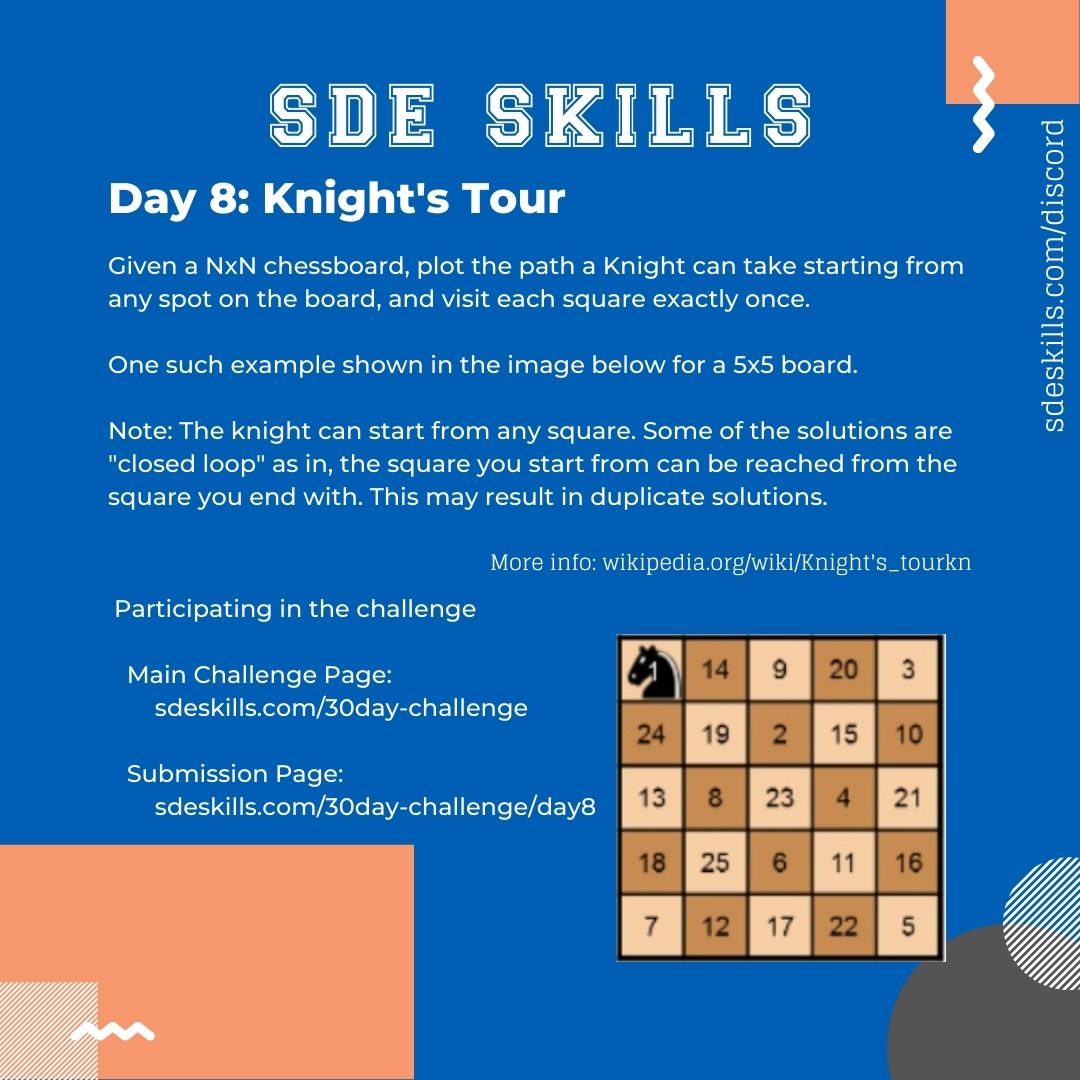 SDE SKILLS
Day 8: Knight's Tour
Given a NxN chessboard, plot the path a Knight can take starting from
any spot on the board, and visit each square exactly once.
One such example shown in the image below for a 5x5 board.
Note: The knight can start from any square. Some of the solutions are
"closed loop" as in, the square you start from can be reached from the
square you end with. This may result in duplicate solutions.
More info: wikipedia.org/wiki/Knight's_tourkn
Participating in the challenge
Main Challenge Page:
sdeskills.com/30day-challenge
Submission Page:
sdeskills.com/30day-challenge/day8
1 14 9 20 3
24 19 2 15 10
13 8 23 4 21
18 25 6 11 16
7 12 17 22 5
sdeskills.com/discord